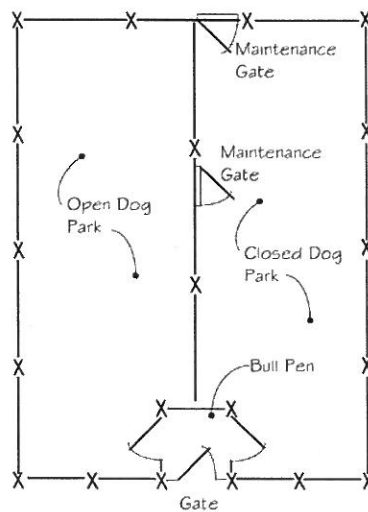 Maintenance
Gate
Maintenance
Gate
Open Dog
Park
Closed Dog
Park
Bull Pen
Gate